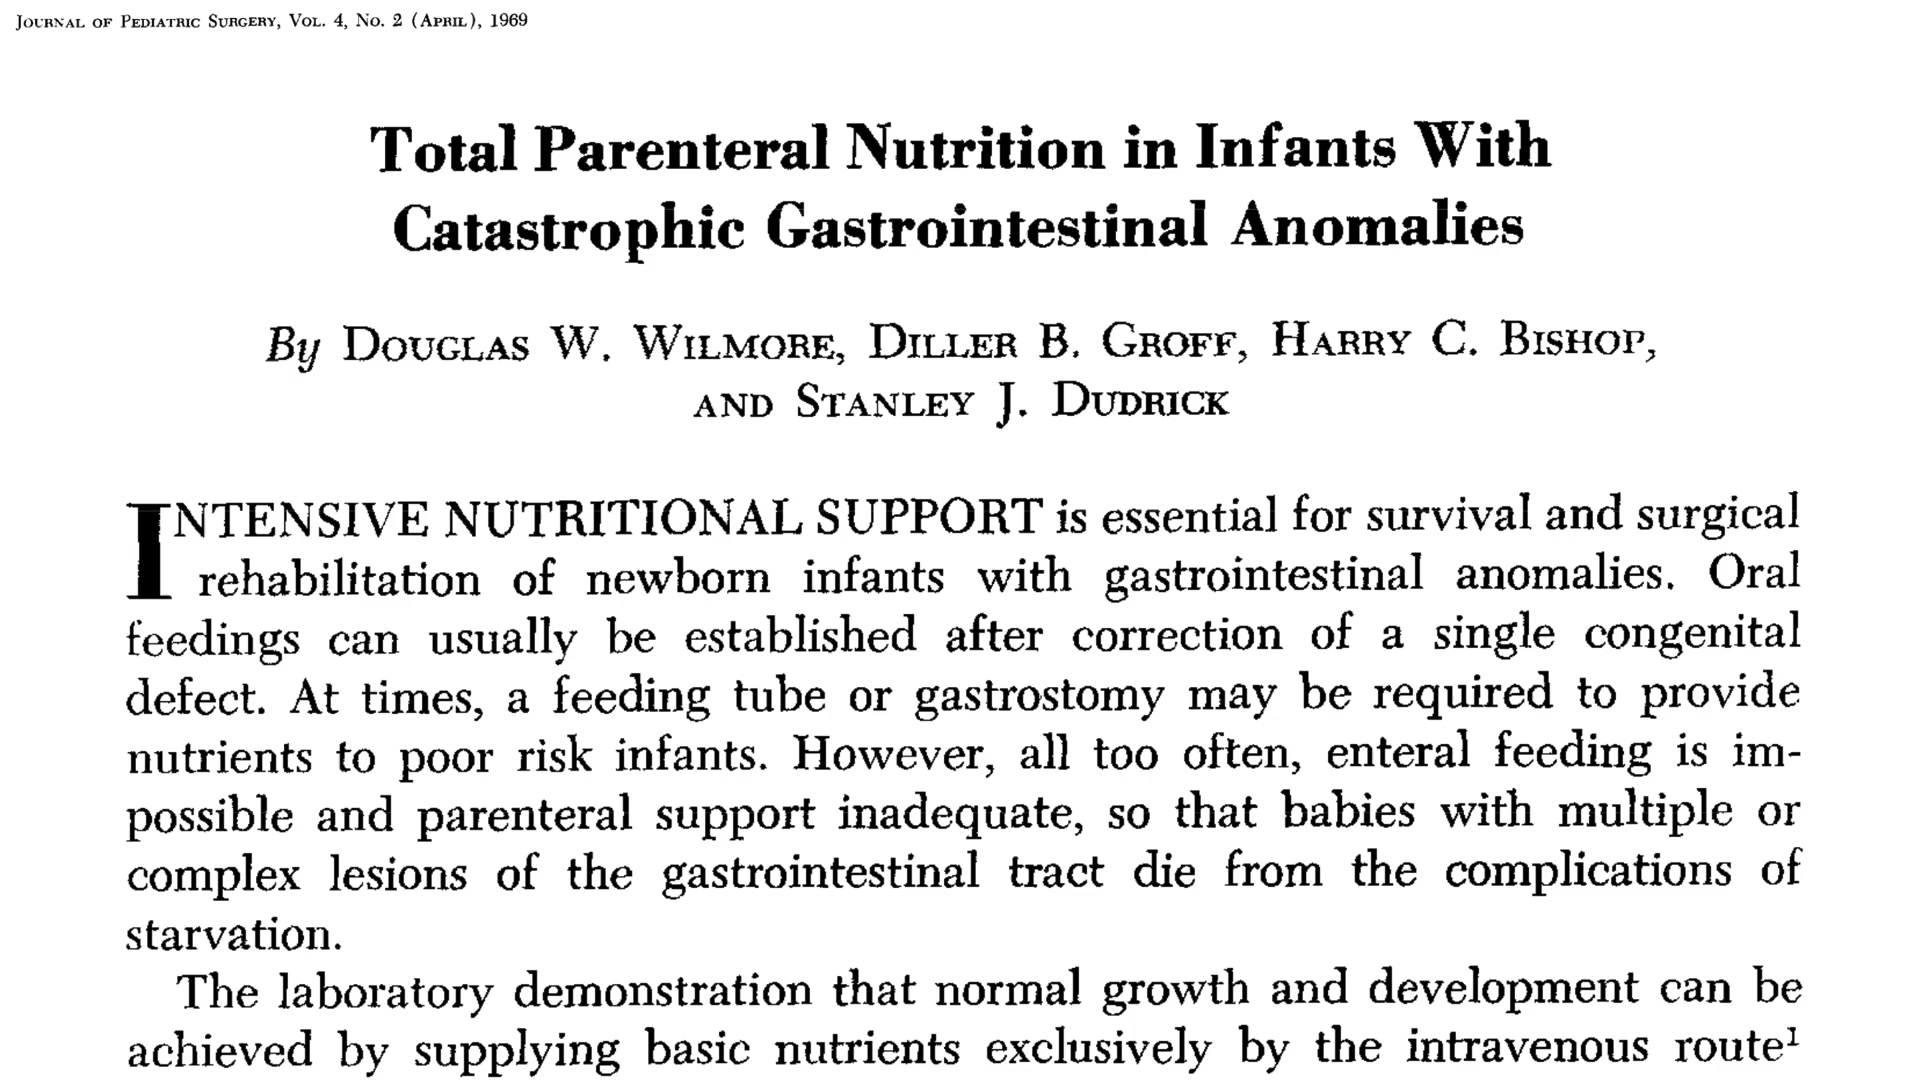 JOURNAL OF PEDIATRIC SURGERY, VOL. 4, NO. 2 (APRIL), 1969
Total Parenteral Nutrition in Infants With
Catastrophic Gastrointestinal Anomalies
By DOUGLAS W. WILMORE, DILLER B. GROFF, HARRY C. BISHOP,
AND STANLEY J. DUDRICK
INTENSIVE NUTRITIONAL SUPPORT is essential for survival and surgical
rehabilitation of newborn infants with gastrointestinal anomalies. Oral
feedings can usually be established after correction of a single congenital
defect. At times, a feeding tube or gastrostomy may be required to provide
nutrients to poor risk infants. However, all too often, enteral feeding is im-
possible and parenteral support inadequate, so that babies with multiple or
complex lesions of the gastrointestinal tract die from the complications of
starvation.
The laboratory demonstration that normal growth and development can be
achieved by supplying basic nutrients exclusively by the intravenous route¹